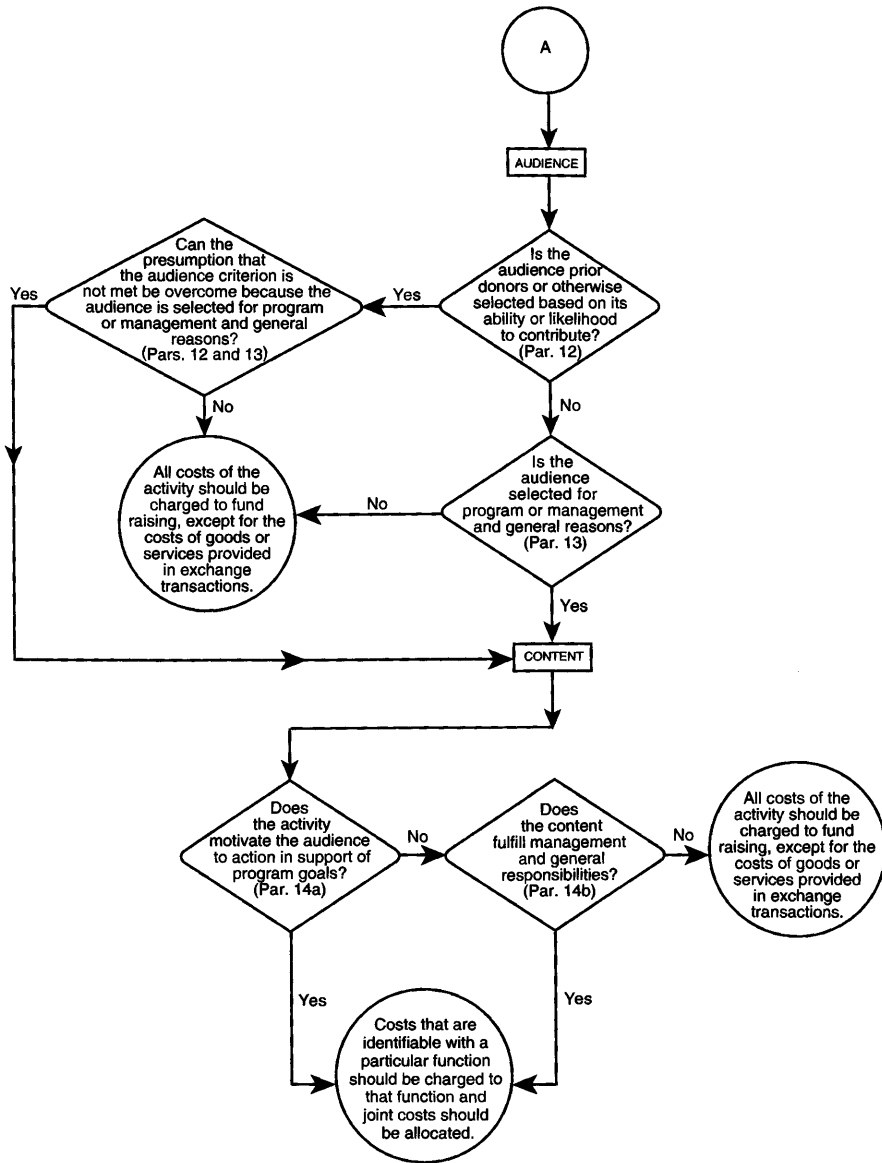 A
AUDIENCE
Is the
audience prior
donors or otherwise
selected based on its
ability or likelihood
to contribute?
(Par. 12)
Yes
Can the
presumption that
the audience criterion is
not met be overcome because the
audience is selected for program
or management and general
reasons?
(Pars. 12 and 13)
Yes
No
No
All costs of the
activity should be
charged to fund
raising, except for the
costs of goods or
services provided
in exchange
transactions.
Is the
audience
selected for
program or management
and general reasons?
(Par. 13)
No
Yes
CONTENT
Does
the activity
motivate the audience
to action in support of
program goals?
(Par. 14a)
No
Does
the content
fulfill management
and general
responsibilities?
(Par. 14b)
No
All costs of the
activity should be
charged to fund
raising, except for the
costs of goods or
services provided
in exchange
transactions.
Yes
Yes
Costs that are
identifiable with a
particular function
should be charged to
that function and
joint costs should
be allocated.